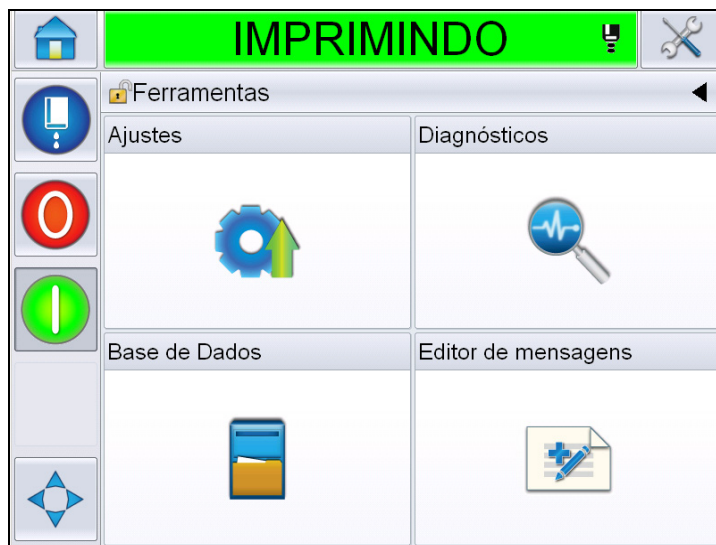 IMPRIMINDO
Ferramentas
Ajustes
Diagnósticos
Base de Dados
Editor de mensagens